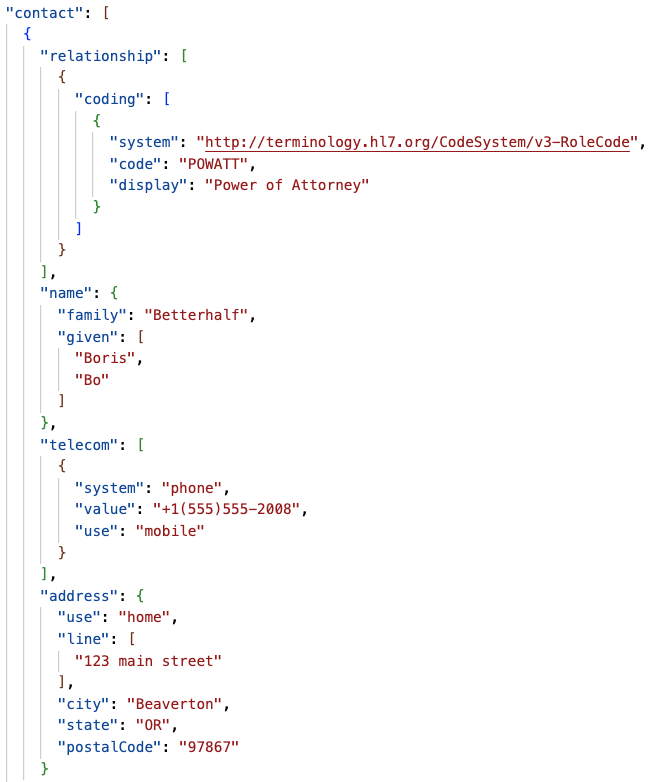 "contact": [
{
"relationship": [
{
"coding": [
{
"system": "http://terminology.hl7.org/CodeSystem/v3-RoleCode",
"code": "POWATT",
"display": "Power of Attorney"
}
]
}
],
"name": {
"family": "Betterhalf",
"given": [
"Boris",
"Bo"
]
},
"telecom": [
{
"system": "phone",
"value": "+1(555)555-2008",
"use": "mobile"
}
],
"address": {
"use": "home",
"line": [
"123 main street"
],
"city": "Beaverton",
"state": "OR",
"postalCode": "97867"
}